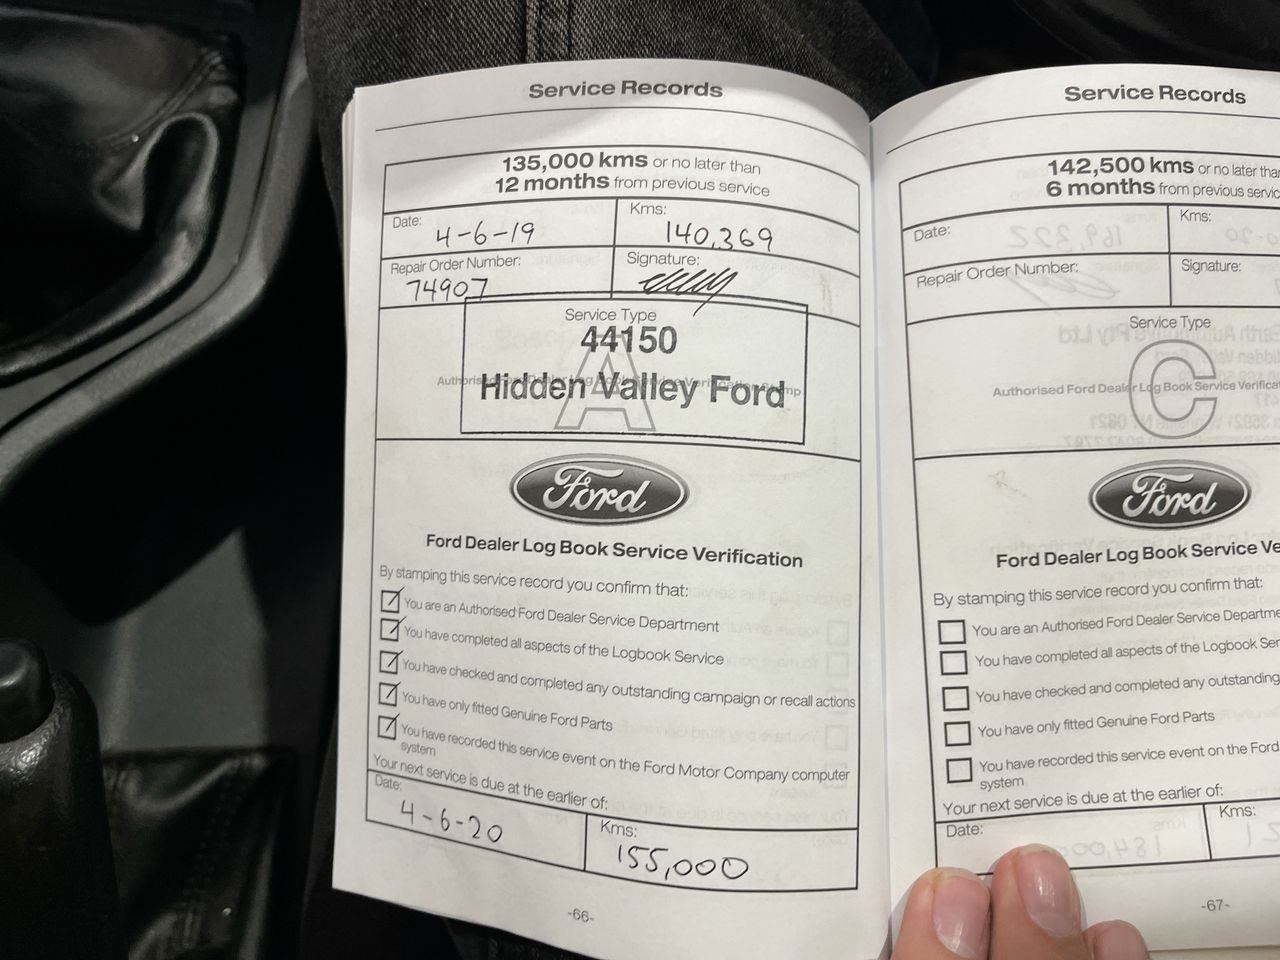 Service Records
135,000 kms or no later than
12 months from previous service
Date:
4-6-19
Kms:
140,369
Repair Order Number:
74907
Signature:
Service Type
44150
A
Authorised Ford Dealer Log Book Service Verification Stamp
Hidden Valley Ford
Ford
Ford Dealer Log Book Service Verification
By stamping this service record you confirm that:
You are an Authorised Ford Dealer Service Department
You have completed all aspects of the Logbook Service
You have checked and completed any outstanding campaign or recall actions
You have only fitted Genuine Ford Parts
You have recorded this service event on the Ford Motor Company computer
system
Your next service is due at the earlier of:
Date:
4-6-20
Kms:
155,000
-66-
Service Records
142,500 kms or no later than
6 months from previous servic
Date:
Kms:
Repair Order Number:
Signature:
Service Type
C
Authorised Ford Dealer Log Book Service Verificat
Ford
Ford Dealer Log Book Service Ve
By stamping this service record you confirm that:
You are an Authorised Ford Dealer Service Departme
You have completed all aspects of the Logbook Ser
You have checked and completed any outstanding
You have only fitted Genuine Ford Parts
You have recorded this service event on the Ford
system
Your next service is due at the earlier of:
Date:
Kms:
-67-